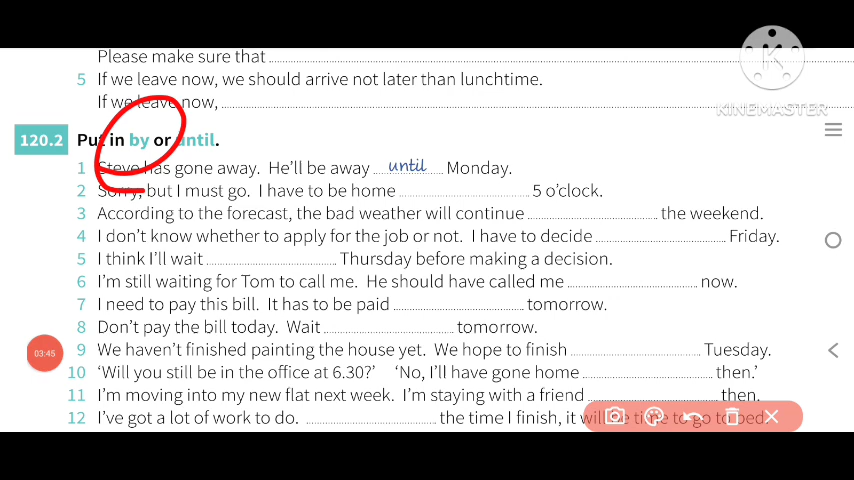 Please make sure that
5 If we leave now, we should arrive not later than lunchtime.
If we leave now,
KINEMASTER
120.2 Put in by or until.
1 Steve has gone away. He'll be away until Monday.
2 Sorry, but I must go. I have to be home 5 o'clock.
3 According to the forecast, the bad weather will continue the weekend.
4 I don't know whether to apply for the job or not. I have to decide Friday.
5 I think I'll wait Thursday before making a decision.
6 I'm still waiting for Tom to call me. He should have called me now.
7 I need to pay this bill. It has to be paid tomorrow.
8 Don't pay the bill today. Wait tomorrow.
03:45
9 We haven't finished painting the house yet. We hope to finish Tuesday.
10 'Will you still be in the office at 6.30?' 'No, I'll have gone home then.'
11 I'm moving into my new flat next week. I'm staying with a friend then.
12 I've got a lot of work to do. the time I finish, it will be time to go to bed.